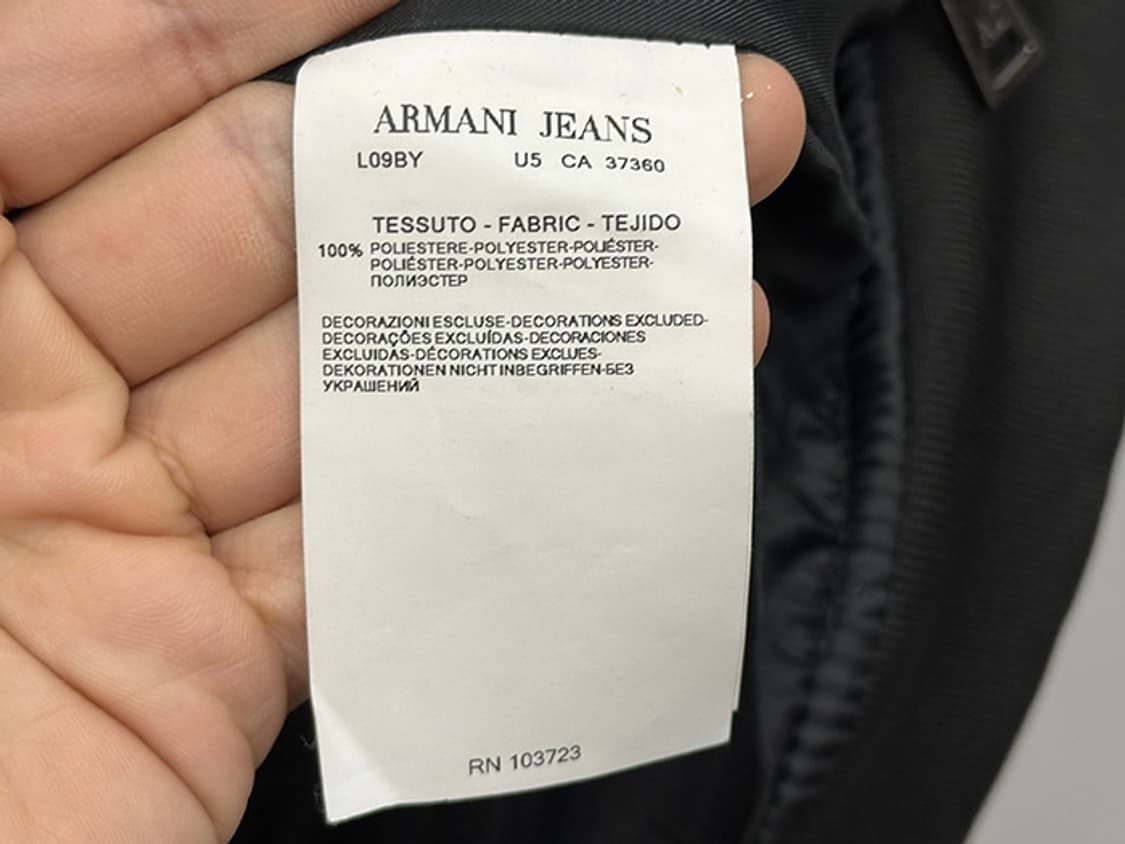 ARMANI JEANS
L09BY U5 CA 37360
TESSUTO - FABRIC - TEJIDO
100% POLIESTERE-POLYESTER-POLIÉSTER-
POLIÉSTER-POLYESTER-POLYESTER-
ПОЛИЭСТЕР
DECORAZIONI ESCLUSE-DECORATIONS EXCLUDED-
DECORAÇÕES EXCLUÍDAS-DECORACIONES
EXCLUIDAS-DÉCORATIONS EXCLUES-
DEKORATIONEN NICHT INBEGRIFFEN-БЕЗ
УКРАШЕНИЙ
RN 103723